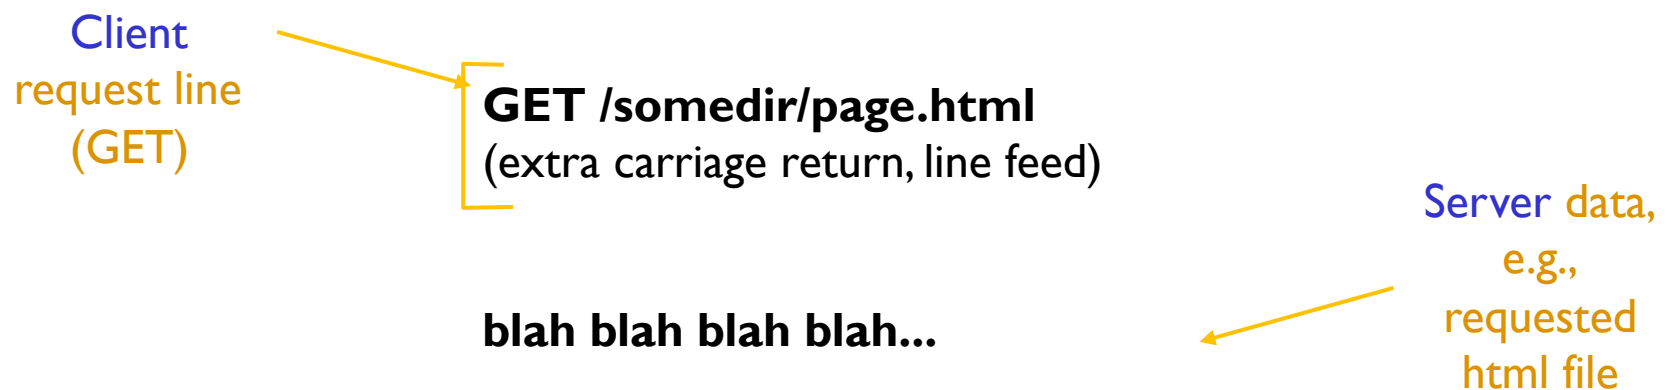 Client
request line
(GET)
GET /somedir/page.html
(extra carriage return, line feed)
Server data,
e.g.,
requested
html file
blah blah blah blah...